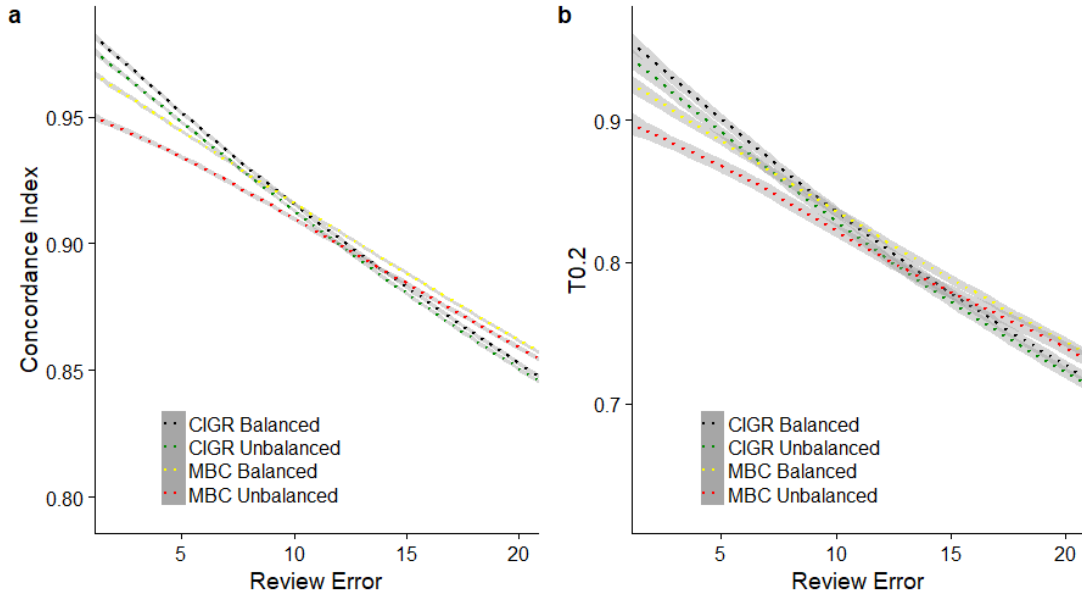 a
Concordance Index
0.95
0.90
0.85
0.80
CIGR Balanced
CIGR Unbalanced
MBC Balanced
MBC Unbalanced
5 10 15 20
Review Error
b
T0.2
0.9
0.8
0.7
CIGR Balanced
CIGR Unbalanced
MBC Balanced
MBC Unbalanced
5 10 15 20
Review Error